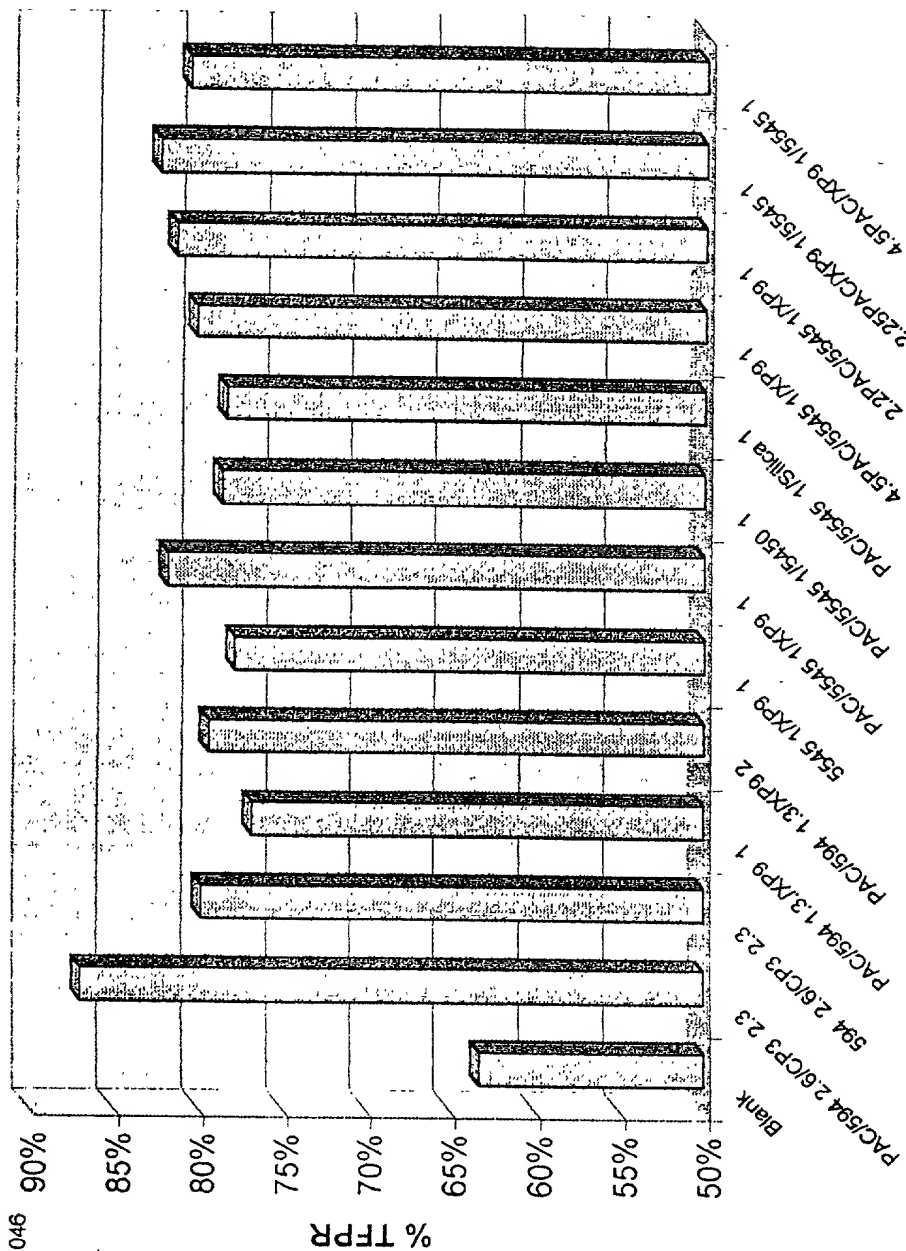 046
90%
85%
80%
75%
70%
65%
60%
55%
50%
% TFPR
Blank
PAC/594 2.6/CP3 2.3
594 2.6/CP3 2.3
PAC/594 1.3./XP9 1
PAC/594 1.3/XP9 2
5545 1/XP9 1
PAC/5545 1/XP9 1
PAC/5545 1/5450 1
PAC/5545 1/Silica 1
4.5PAC/5545 1/XP9 1
2.2PAC/5545 1/XP9 1
2.25PAC/XP9 1/5545 1
4.5PAC/XP9 1/5545 1